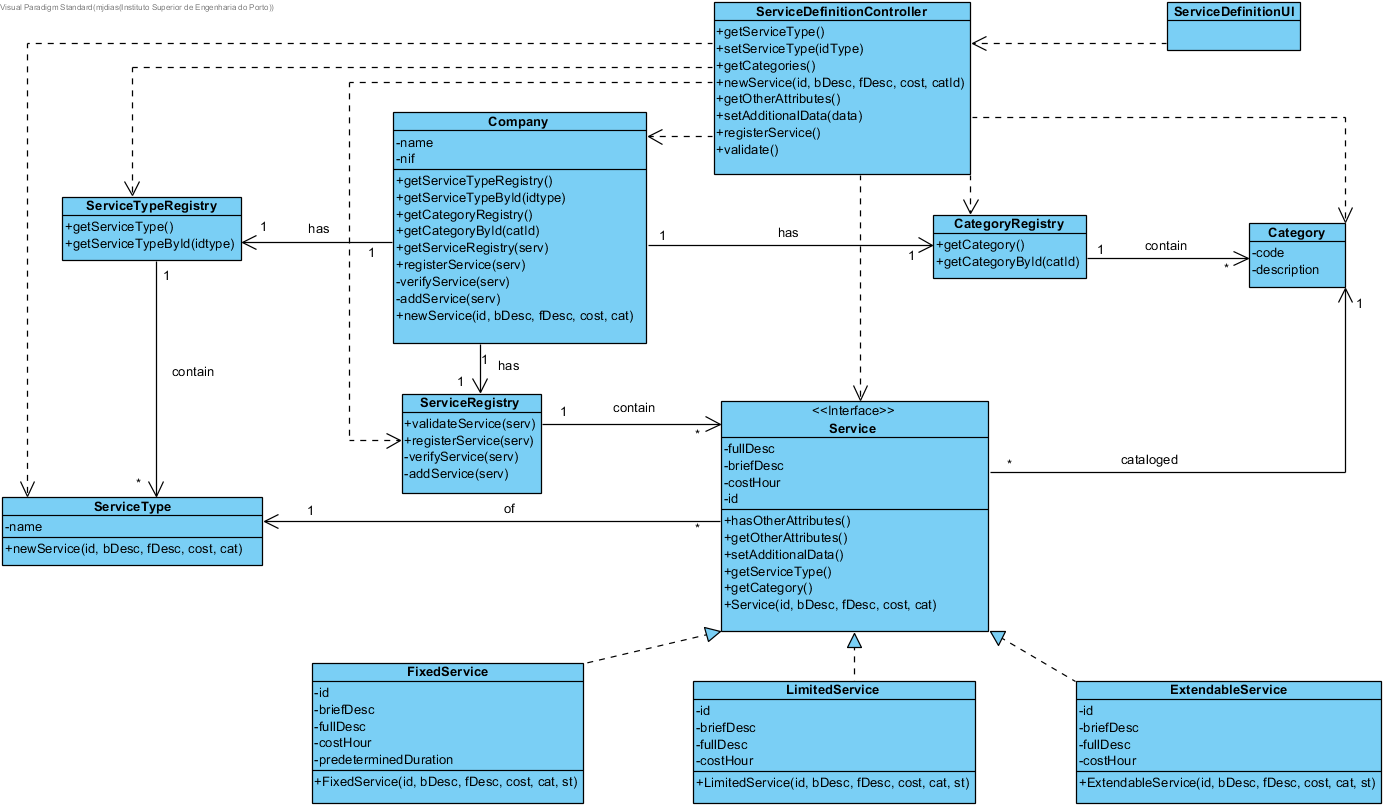 Visual Paradigm Standard(mjdias(Instituto Superior de Engenharia do Porto))
ServiceDefinitionController
+getServiceType()
+setServiceType(idType)
+getCategories()
+newService(id, bDesc, fDesc, cost, catId)
+getOtherAttributes()
+setAdditionalData(data)
+registerService()
+validate()
ServiceDefinitionUI
Company
-name
-nif
+getServiceTypeRegistry()
+getServiceTypeById(idtype)
+getCategoryRegistry()
+getCategoryById(catId)
+getServiceRegistry(serv)
+registerService(serv)
-verifyService(serv)
-addService(serv)
+newService(id, bDesc, fDesc, cost, cat)
ServiceTypeRegistry
+getServiceType()
+getServiceTypeById(idtype)
1
has
1
1
has
1
CategoryRegistry
+getCategory()
+getCategoryById(catId)
1
contain
*
Category
-code
-description
1
1
contain
*
1
has
1
ServiceRegistry
+validateService(serv)
+registerService(serv)
-verifyService(serv)
-addService(serv)
1
contain
*
<<Interface>>
Service
-fullDesc
-briefDesc
-costHour
-id
+hasOtherAttributes()
+getOtherAttributes()
+setAdditionalData()
+getServiceType()
+getCategory()
+Service(id, bDesc, fDesc, cost, cat)
*
cataloged
ServiceType
-name
+newService(id, bDesc, fDesc, cost, cat)
1
of
*
FixedService
-id
-briefDesc
-fullDesc
-costHour
-predeterminedDuration
+FixedService(id, bDesc, fDesc, cost, cat, st)
LimitedService
-id
-briefDesc
-fullDesc
-costHour
+LimitedService(id, bDesc, fDesc, cost, cat, st)
ExtendableService
-id
-briefDesc
-fullDesc
-costHour
+ExtendableService(id, bDesc, fDesc, cost, cat, st)